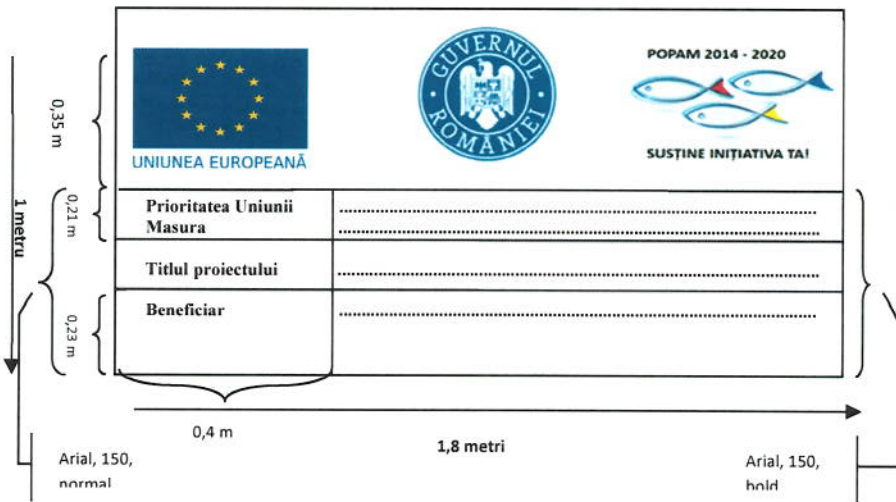 GUVERNUL
ROMÂNIEI
POPAM 2014 - 2020
UNIUNEA EUROPEANĂ
SUSȚINE INIȚIATIVA TA!
0,35 m
1 metru
0,21 m
Prioritatea Uniunii ....................
Masura ....................
Titlul proiectului ....................
0,23 m
Beneficiar ....................
0,4 m
1,8 metri
Arial, 150,
normal
Arial, 150,
bold